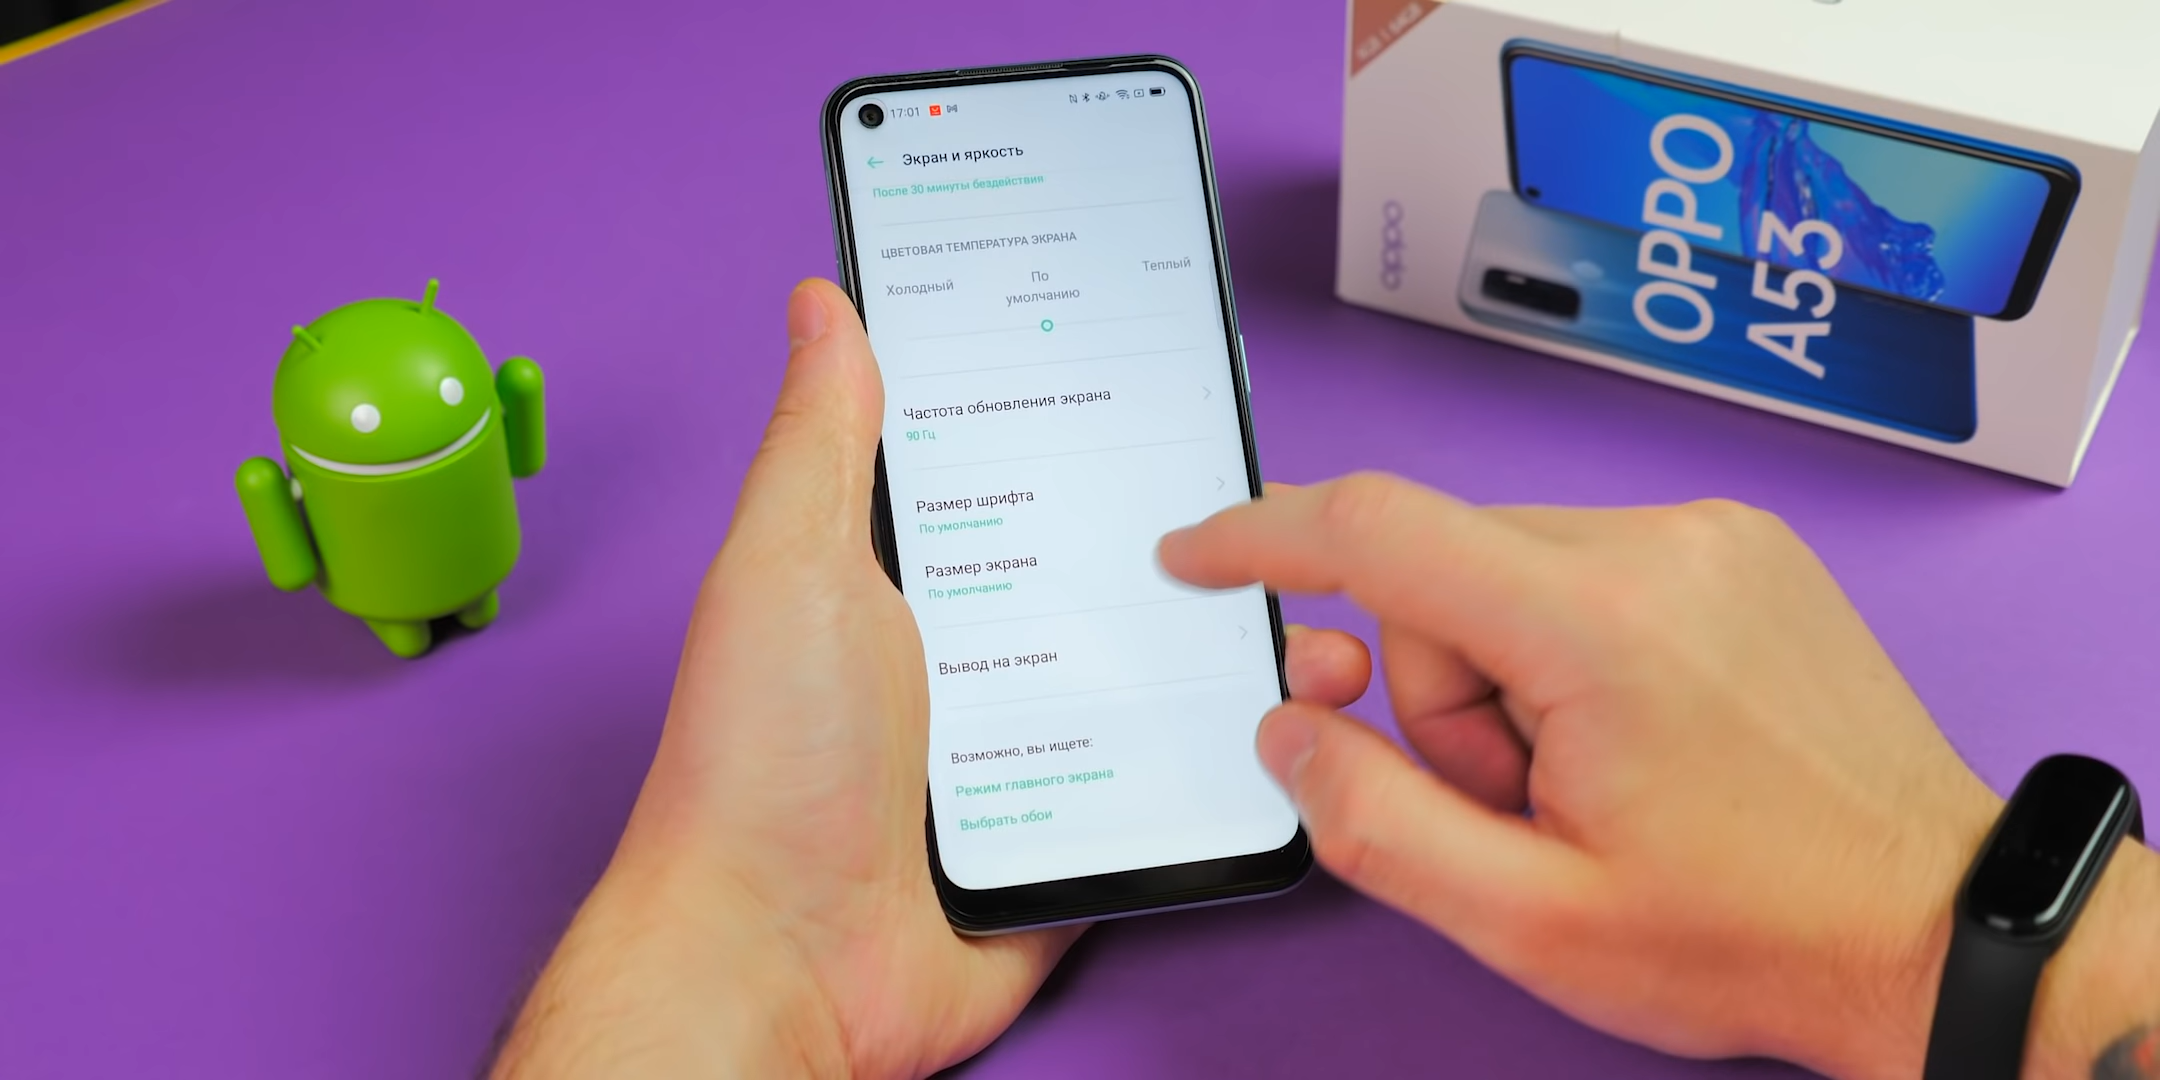 17:01
Экран и яркость
После 30 минуты бездействия
ЦВЕТОВАЯ ТЕМПЕРАТУРА ЭКРАНА
Холодный
По
умолчанию
Теплый
Частота обновления экрана
90 Гц
Размер шрифта
По умолчанию
Размер экрана
По умолчанию
Вывод на экран
Возможно, вы ищете:
Режим главного экрана
Выбрать обои
oppo
OPPO
A53